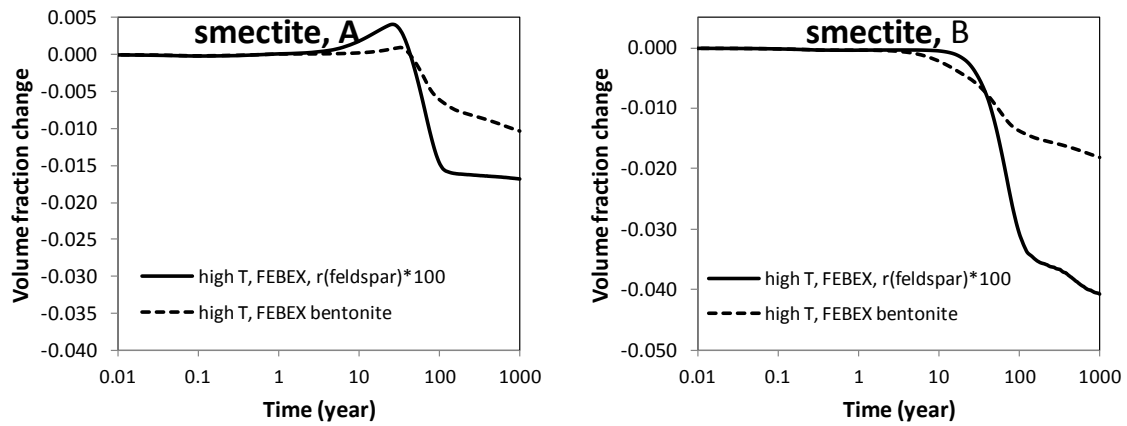 smectite, A
Volume fraction change
0.005
0.000
-0.005
-0.010
-0.015
-0.020
-0.025
-0.030
-0.035
-0.040
high T, FEBEX, r(feldspar)*100
high T, FEBEX bentonite
0.01 0.1 1 10 100 1000
Time (year)
smectite, B
Volume fraction change
0.000
-0.010
-0.020
-0.030
-0.040
-0.050
high T, FEBEX, r(feldspar)*100
high T, FEBEX bentonite
0.01 0.1 1 10 100 1000
Time (year)